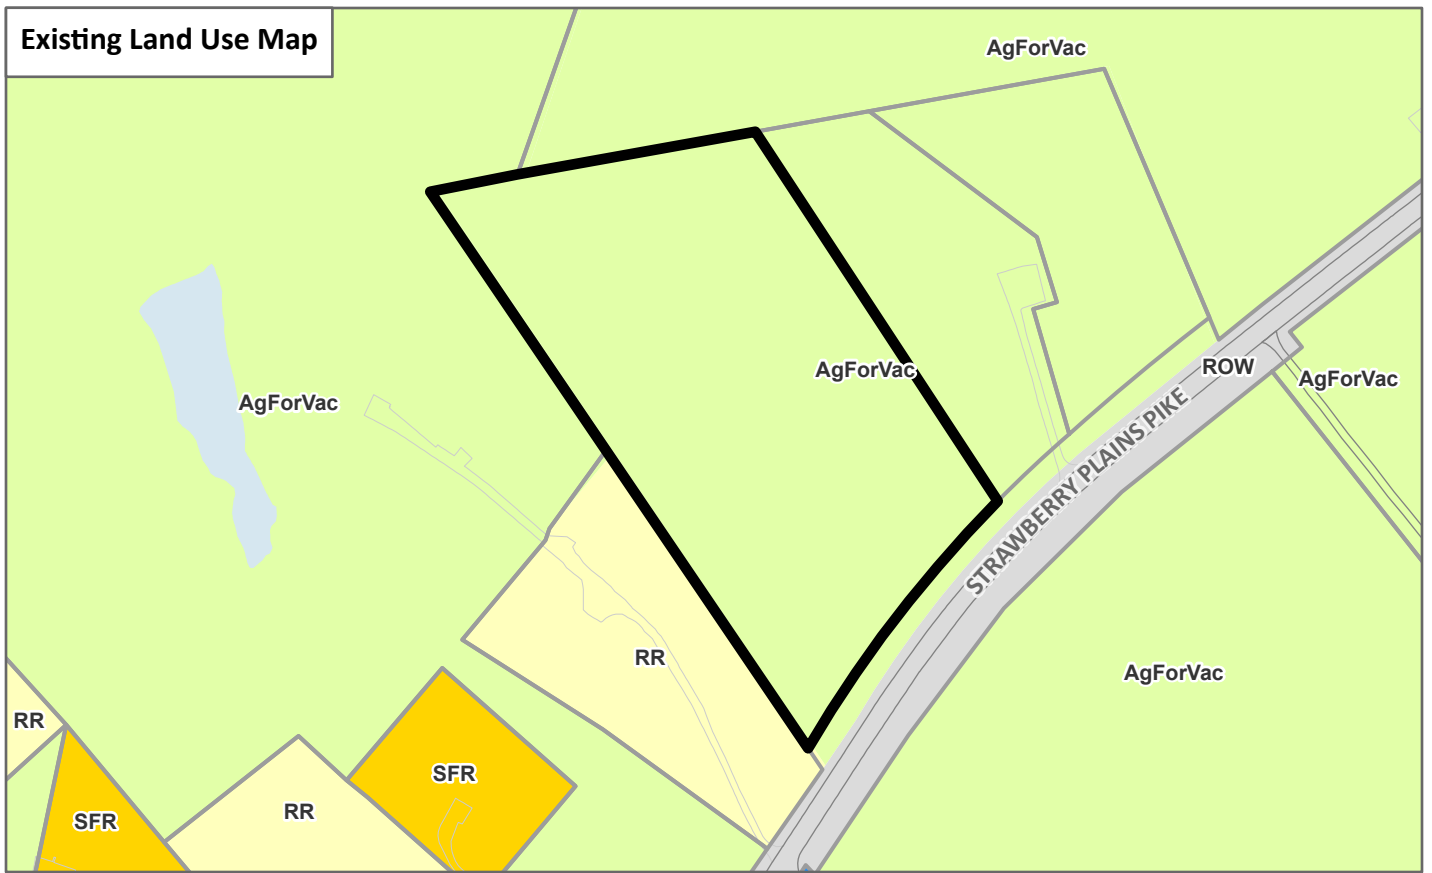 Existing Land Use Map
AgForVac
AgForVac
ROW
AgForVac
AgForVac
STRAWBERRY PLAINS PIKE
RR
AgForVac
RR
SFR
RR
SFR